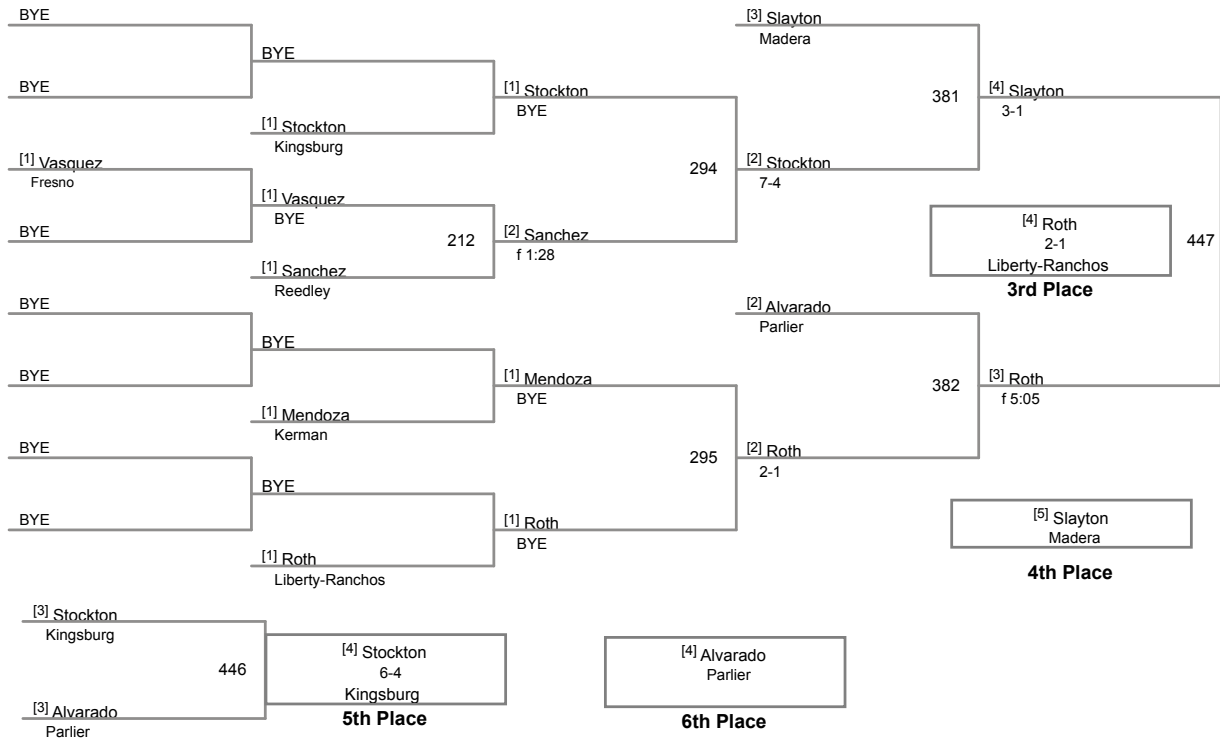 BYE
BYE
BYE
[1] Stockton
Kingsburg
[1] Stockton
BYE
[1] Vasquez
Fresno
BYE
[1] Vasquez
BYE
[1] Sanchez
Reedley
212
[2] Sanchez
f 1:28
294
[3] Slayton
Madera
[2] Stockton
7-4
381
[4] Slayton
3-1
BYE
BYE
BYE
[1] Mendoza
Kerman
[1] Mendoza
BYE
BYE
BYE
BYE
[1] Roth
Liberty-Ranchos
[1] Roth
BYE
295
[2] Alvarado
Parlier
[2] Roth
2-1
382
[3] Roth
f 5:05
447
[4] Roth
2-1
Liberty-Ranchos
3rd Place
[5] Slayton
Madera
4th Place
[3] Stockton
Kingsburg
[3] Alvarado
Parlier
446
[4] Stockton
6-4
Kingsburg
5th Place
[4] Alvarado
Parlier
6th Place